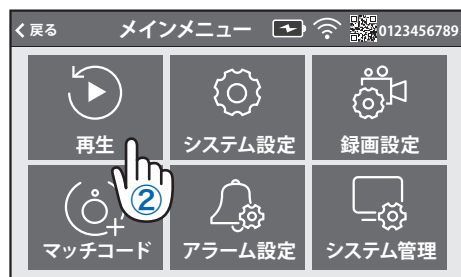 戻る メインメニュー 0123456789
再生 システム設定 録画設定
②
マッチコード アラーム設定 システム管理